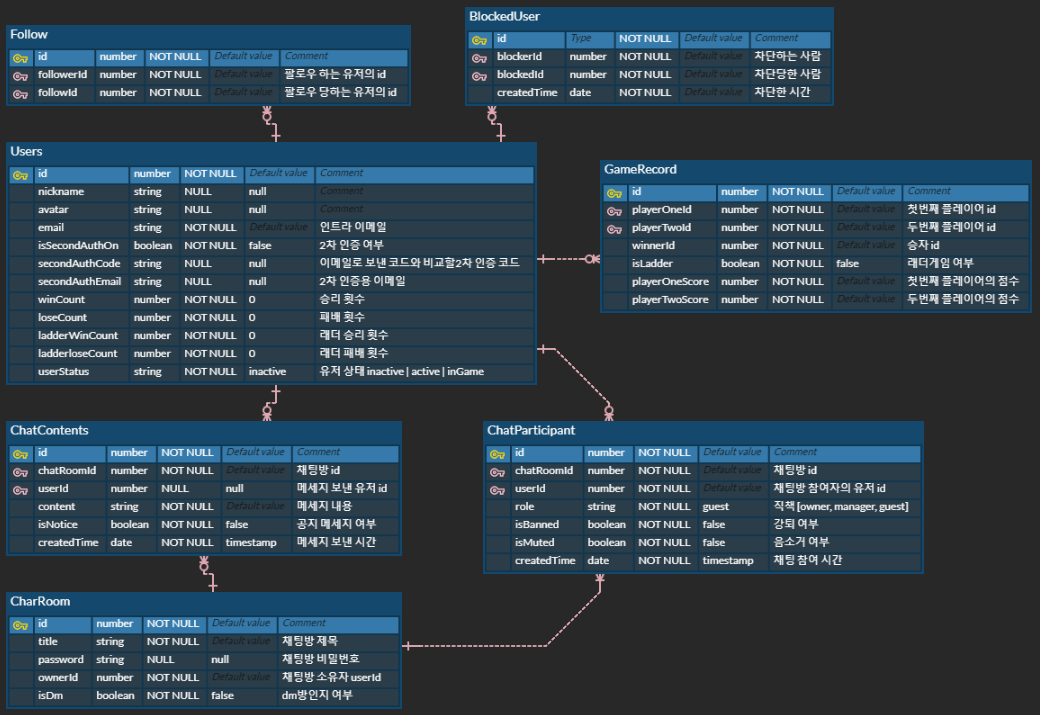 Follow
id number NOT NULL Default value Comment
followerId number NOT NULL Default value 팔로우 하는 유저의 id
followId number NOT NULL Default value 팔로우 당하는 유저의 id
BlockedUser
id Type NOT NULL Default value Comment
blockerId number NOT NULL Default value 차단하는 사람
blockedId number NOT NULL Default value 차단당한 사람
createdTime date NOT NULL Default value 차단한 시간
Users
id number NOT NULL Default value Comment
nickname string NULL null Comment
avatar string NULL null Comment
email string NOT NULL Default value 인트라 이메일
isSecondAuthOn boolean NOT NULL false 2차 인증 여부
secondAuthCode string NULL null 이메일로 보낸 코드와 비교할2차 인증 코드
secondAuthEmail string NULL null 2차 인증용 이메일
winCount number NOT NULL 0 승리 횟수
loseCount number NOT NULL 0 패배 횟수
ladderWinCount number NOT NULL 0 래더 승리 횟수
ladderloseCount number NOT NULL 0 래더 패배 횟수
userStatus string NOT NULL inactive 유저 상태 inactive | active | inGame
GameRecord
id number NOT NULL Default value Comment
playerOneId number NOT NULL Default value 첫번째 플레이어 id
playerTwoId number NOT NULL Default value 두번째 플레이어 id
winnerId number NOT NULL Default value 승자 id
isLadder boolean NOT NULL false 래더게임 여부
playerOneScore number NOT NULL Default value 첫번째 플레이어의 점수
playerTwoScore number NOT NULL Default value 두번째 플레이어의 점수
ChatContents
id number NOT NULL Default value Comment
chatRoomId number NOT NULL Default value 채팅방 id
userId number NULL null 메세지 보낸 유저 id
content string NOT NULL Default value 메세지 내용
isNotice boolean NOT NULL false 공지 메세지 여부
createdTime date NOT NULL timestamp 메세지 보낸 시간
ChatParticipant
id number NOT NULL Default value Comment
chatRoomId number NOT NULL Default value 채팅방 id
userId number NOT NULL Default value 채팅방 참여자의 유저 id
role string NOT NULL guest 직책 [owner, manager, guest]
isBanned boolean NOT NULL false 강퇴 여부
isMuted boolean NOT NULL false 음소거 여부
createdTime date NOT NULL timestamp 채팅 참여 시간
CharRoom
id number NOT NULL Default value Comment
title string NOT NULL Default value 채팅방 제목
password string NULL null 채팅방 비밀번호
ownerId number NOT NULL Default value 채팅방 소유자 userId
isDm boolean NOT NULL false dm방인지 여부